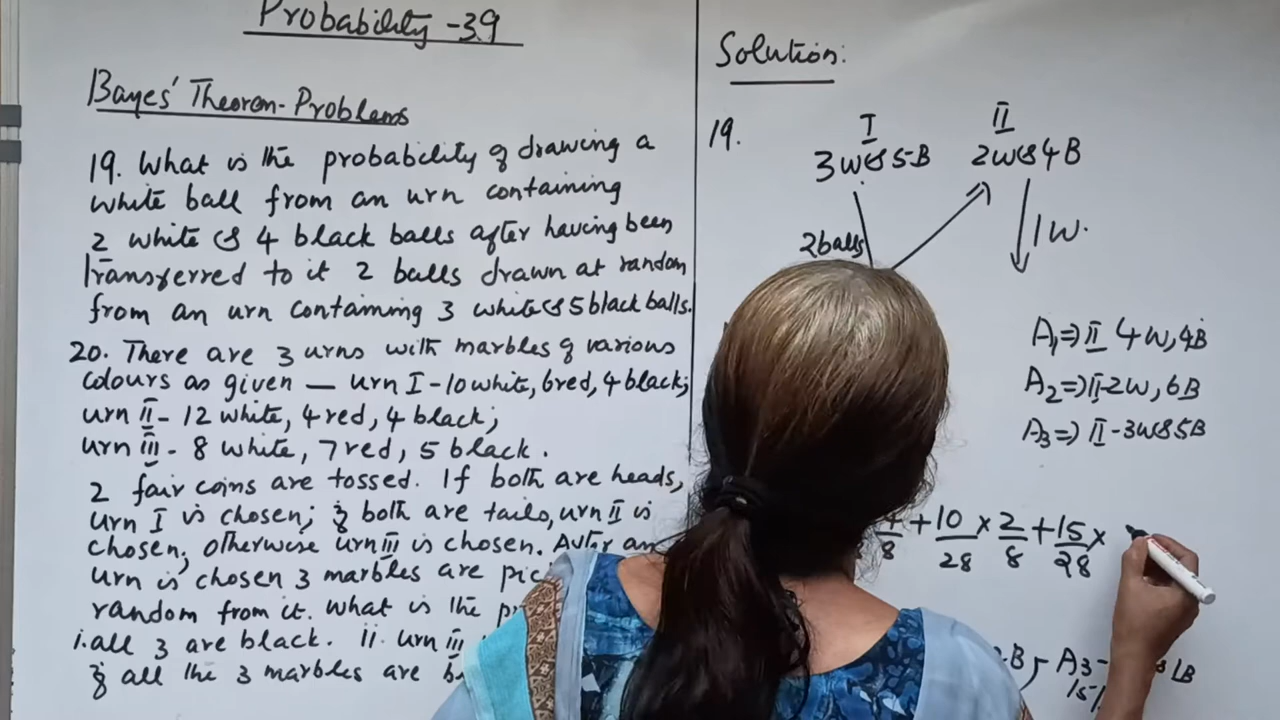 Probability - 39
Bayes' Theorem - Problems
19. What is the probability of drawing a
white ball from an urn containing
2 white & 4 black balls after having been
transferred to it 2 balls drawn at random
from an urn containing 3 white & 5 black balls.
20. There are 3 urns with marbles of various
colours as given — urn I - 10 white, 6 red, 4 black;
urn II - 12 white, 4 red, 4 black;
urn III - 8 white, 7 red, 5 black.
2 fair coins are tossed. If both are heads,
urn I is chosen; if both are tails, urn II is
chosen, otherwise urn III is chosen. After an
urn is chosen 3 marbles are
random from it. What is the
i. all 3 are black. ii. urn III
if all the 3 marbles are
Solution:
19.
I II
3W & 5B 2W & 4B
2 balls 1W.
A1 => II 4W, 4B
A2 => II - 2W, 6B
A3 => II - 3W & 5B
/8 + 10/28 × 2/8 + 15/28 ×
B, A3 - B
15/